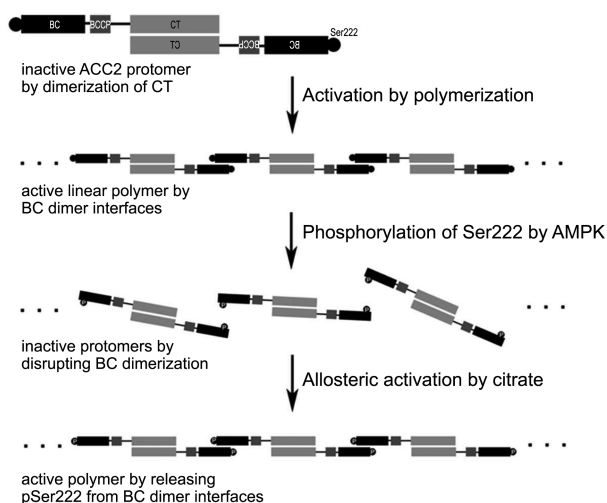 BC BCCP CT
CT BCCP BC Ser222
inactive ACC2 protomer
by dimerization of CT
Activation by polymerization
active linear polymer by
BC dimer interfaces
Phosphorylation of Ser222 by AMPK
P P P P P P
inactive protomers by
disrupting BC dimerization
Allosteric activation by citrate
active polymer by releasing
pSer222 from BC dimer interfaces